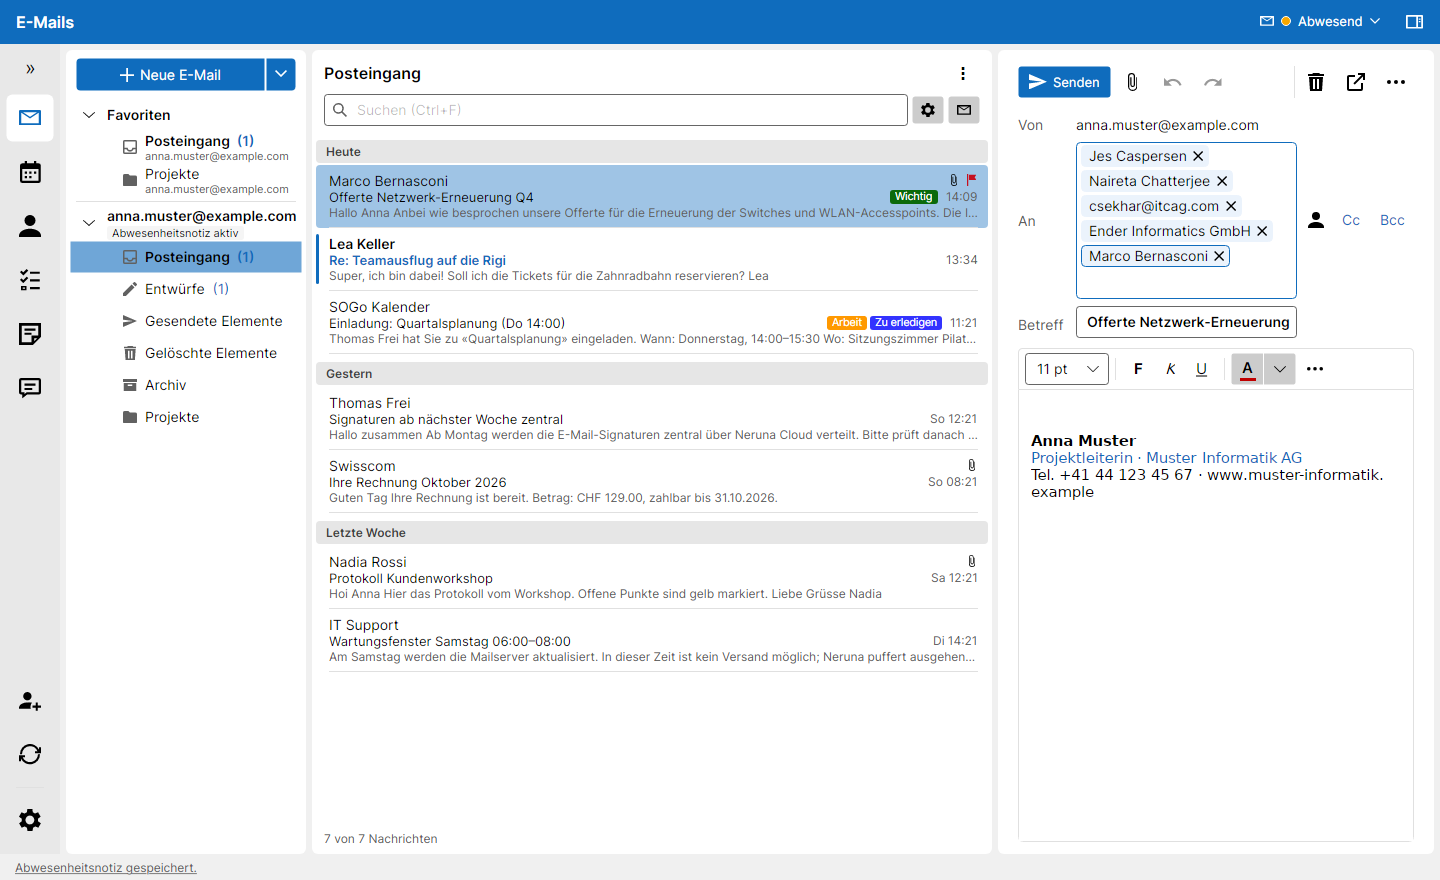 E-Mails
Abwesend
»
Neue E-Mail
Favoriten
Posteingang (1)
anna.muster@example.com
Projekte
anna.muster@example.com
anna.muster@example.com
Abwesenheitsnotiz aktiv
Posteingang (1)
Entwürfe (1)
Gesendete Elemente
Gelöschte Elemente
Archiv
Projekte
Posteingang
Suchen (Ctrl+F)
Heute
Marco Bernasconi
Offerte Netzwerk-Erneuerung Q4 Wichtig 14:09
Hallo Anna Anbei wie besprochen unsere Offerte für die Erneuerung der Switches und WLAN-Accesspoints. Die I...
Lea Keller
Re: Teamausflug auf die Rigi 13:34
Super, ich bin dabei! Soll ich die Tickets für die Zahnradbahn reservieren? Lea
SOGo Kalender
Einladung: Quartalsplanung (Do 14:00) Arbeit Zu erledigen 11:21
Thomas Frei hat Sie zu «Quartalsplanung» eingeladen. Wann: Donnerstag, 14:00–15:30 Wo: Sitzungszimmer Pilat...
Gestern
Thomas Frei
Signaturen ab nächster Woche zentral So 12:21
Hallo zusammen Ab Montag werden die E-Mail-Signaturen zentral über Neruna Cloud verteilt. Bitte prüft danach ...
Swisscom
Ihre Rechnung Oktober 2026 So 08:21
Guten Tag Ihre Rechnung ist bereit. Betrag: CHF 129.00, zahlbar bis 31.10.2026.
Letzte Woche
Nadia Rossi
Protokoll Kundenworkshop Sa 12:21
Hoi Anna Hier das Protokoll vom Workshop. Offene Punkte sind gelb markiert. Liebe Grüsse Nadia
IT Support
Wartungsfenster Samstag 06:00–08:00 Di 14:21
Am Samstag werden die Mailserver aktualisiert. In dieser Zeit ist kein Versand möglich; Neruna puffert ausgehen...
7 von 7 Nachrichten
Senden
Von anna.muster@example.com
Jes Caspersen
Naireta Chatterjee
csekhar@itcag.com
An Cc Bcc
Ender Informatics GmbH
Marco Bernasconi
Betreff Offerte Netzwerk-Erneuerung
11 pt F K U A
Anna Muster
Projektleiterin · Muster Informatik AG
Tel. +41 44 123 45 67 · www.muster-informatik.
example
Abwesenheitsnotiz gespeichert.